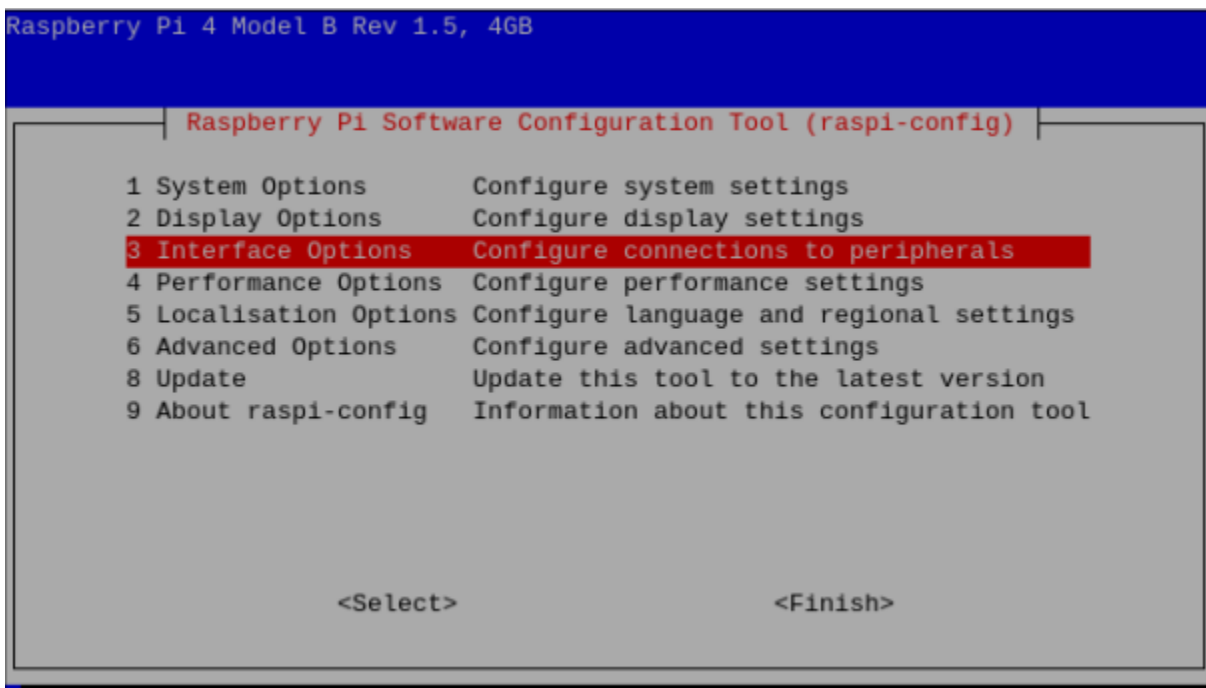 Raspberry Pi 4 Model B Rev 1.5, 4GB
Raspberry Pi Software Configuration Tool (raspi-config)
1 System Options Configure system settings
2 Display Options Configure display settings
3 Interface Options Configure connections to peripherals
4 Performance Options Configure performance settings
5 Localisation Options Configure language and regional settings
6 Advanced Options Configure advanced settings
8 Update Update this tool to the latest version
9 About raspi-config Information about this configuration tool
<Select> <Finish>